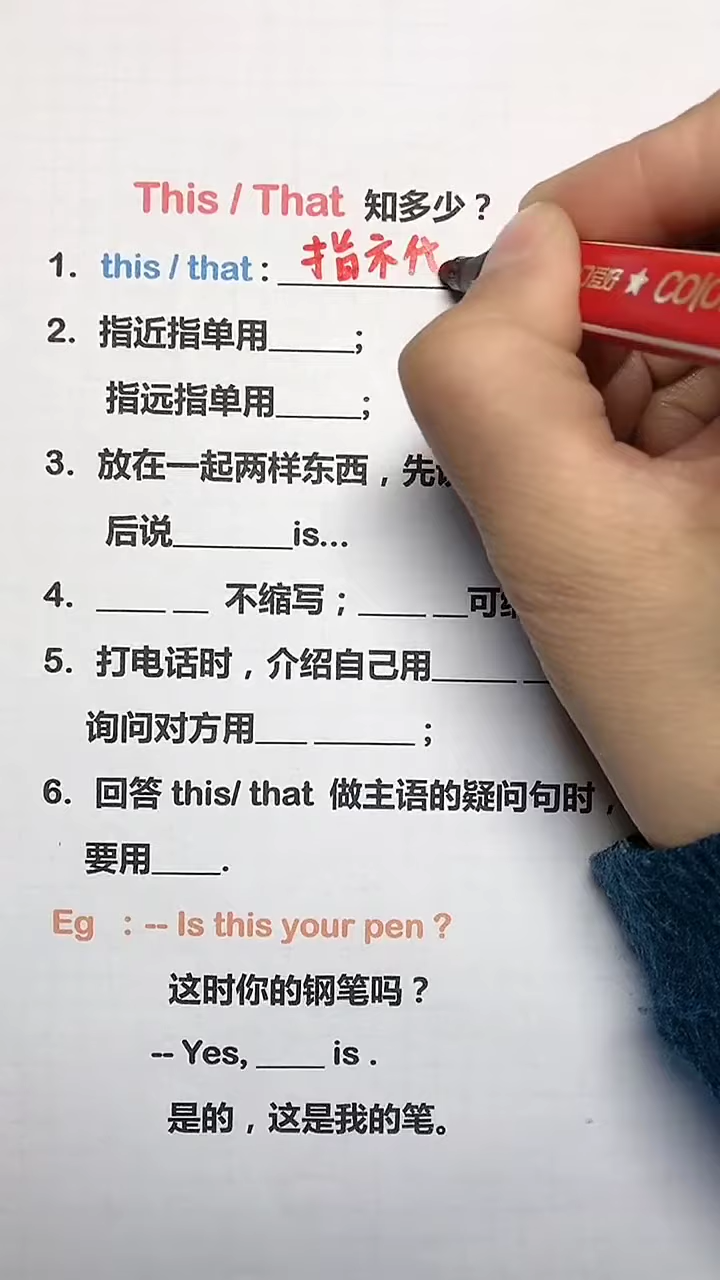 This / That 知多少？
1. this / that : 指示代
2. 指近指单用_____;
指远指单用_____;
3. 放在一起两样东西，先
后说_______is...
4. ____ __ 不缩写；____ __可
5. 打电话时，介绍自己用_____ __
询问对方用___ ______；
6. 回答 this/ that 做主语的疑问句时，
要用____.
Eg ：-- Is this your pen？
这时你的钢笔吗？
-- Yes, ____ is .
是的，这是我的笔。